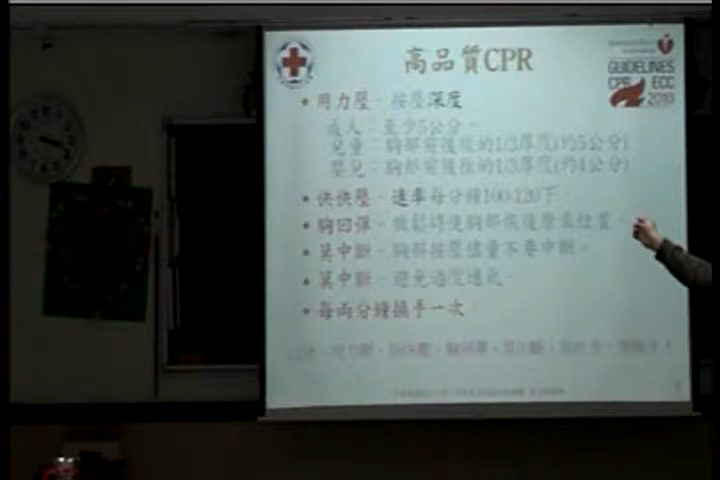 高品質CPR
GUIDELINES
CPR ECC
2010
• 用力壓 - 按壓深度
成人：至少5公分。
兒童：胸部前後徑的1/3厚度(約5公分)
嬰兒：胸部前後徑的1/3厚度(約4公分)
• 快快壓 - 速率每分鐘100-120下。
• 胸回彈 - 放鬆時使胸部恢復原來位置。
• 莫中斷 - 胸部按壓儘量不要中斷。
• 莫中斷 - 避免過度通氣。
• 每兩分鐘換手一次。